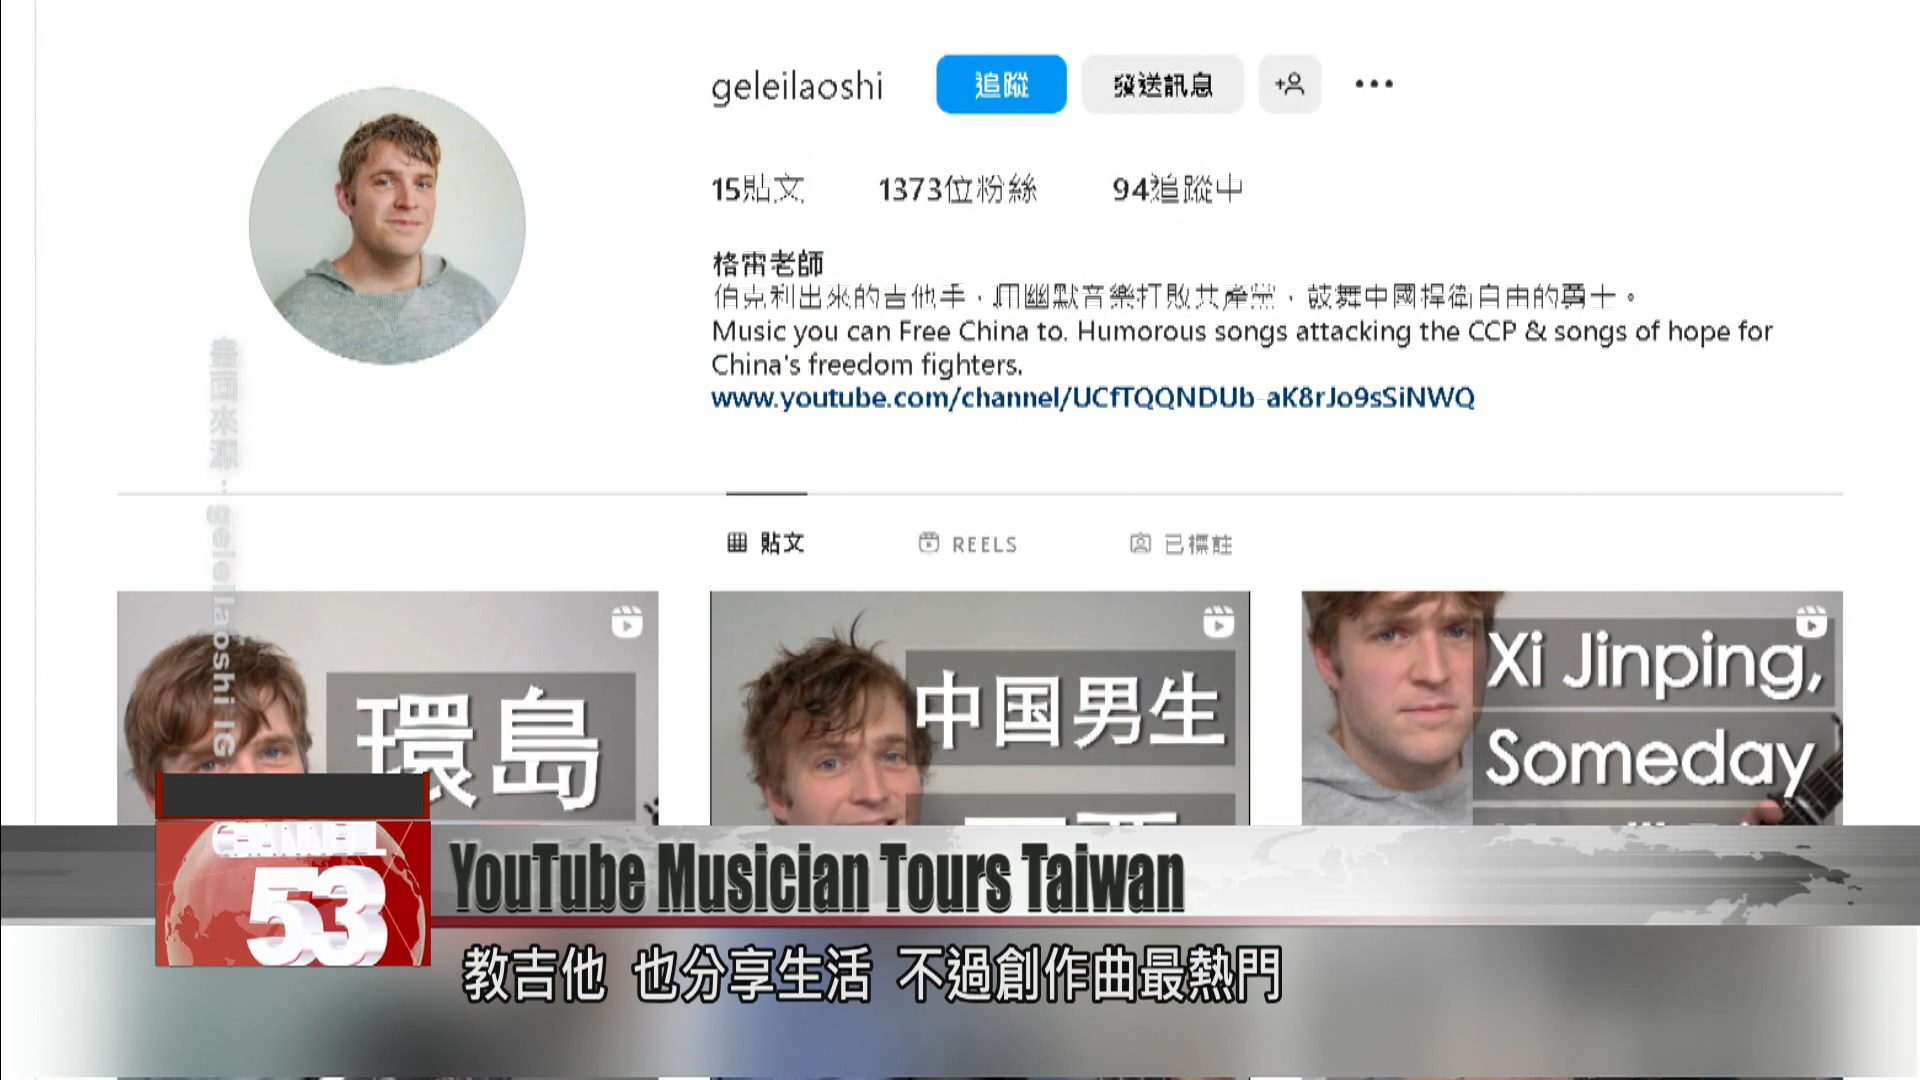 geleilaoshi 追蹤 發送訊息
15貼文 1373位粉絲 94追蹤中
格雷老師
伯克利出來的吉他手，用幽默音樂打敗共產黨，鼓舞中國捍衛自由的勇士。
Music you can Free China to. Humorous songs attacking the CCP & songs of hope for
China's freedom fighters.
www.youtube.com/channel/UCfTQQNDUb-aK8rJo9sSiNWQ
畫面來源:geleilaoshi IG
貼文 REELS 已標註
環島
中国男生
Xi Jinping,
Someday
CHANNEL
53
YouTube Musician Tours Taiwan
教吉他 也分享生活 不過創作曲最熱門